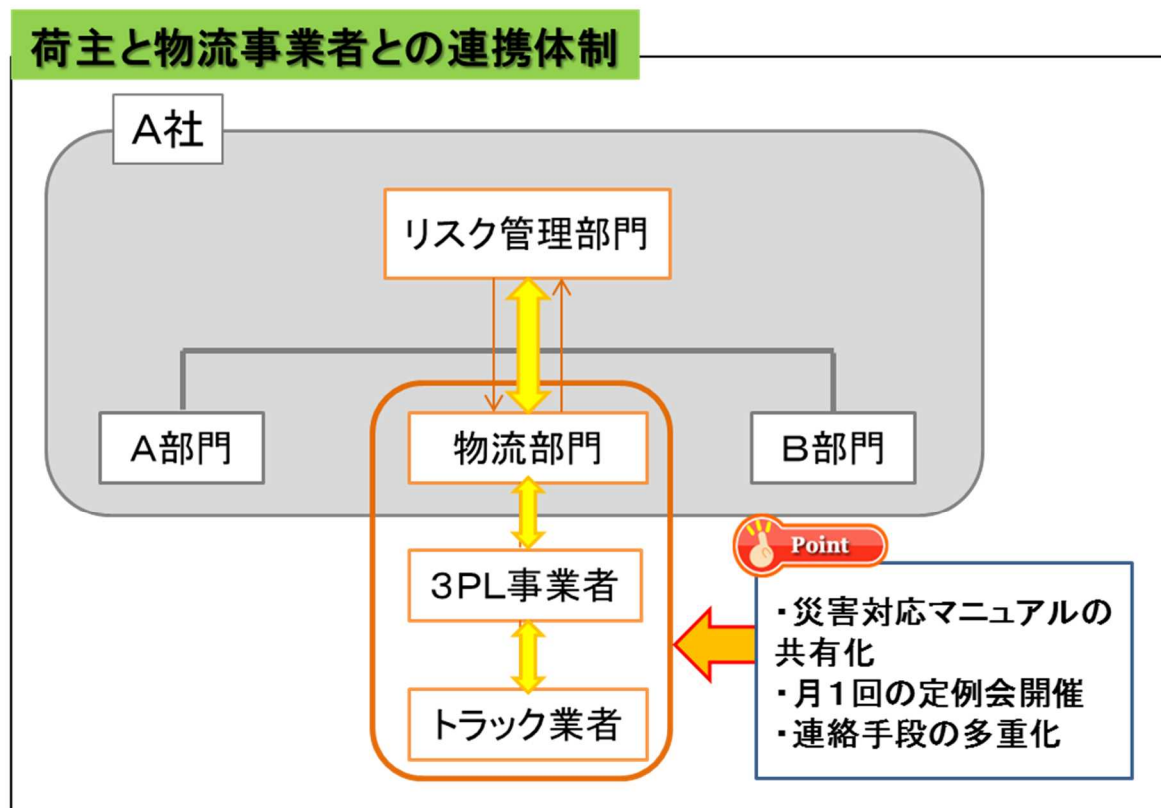 荷主と物流事業者との連携体制
A社
リスク管理部門
A部門
物流部門
B部門
3PL事業者
トラック業者
Point
・災害対応マニュアルの
共有化
・月1回の定例会開催
・連絡手段の多重化